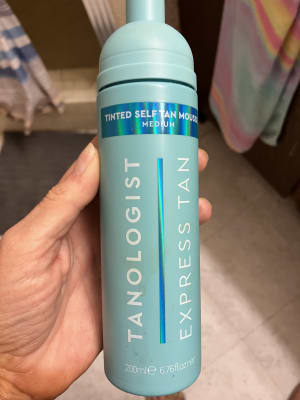 TINTED SELF TAN MOUSSE
MEDIUM
TANOLOGIST
EXPRESS TAN
200ml℮ 6.76fl.oz